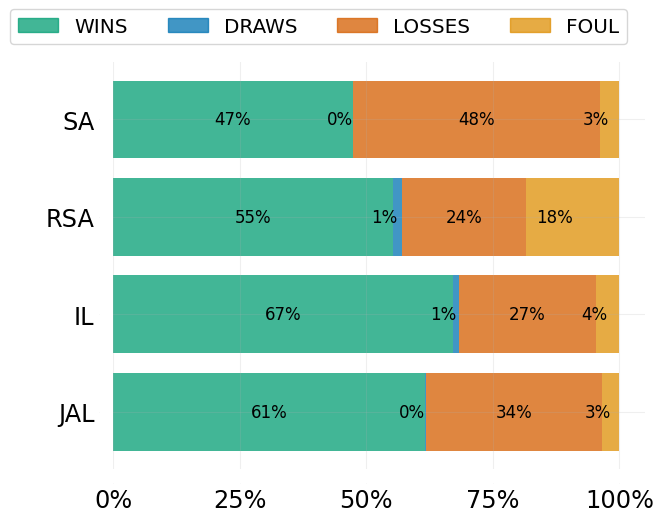 WINS DRAWS LOSSES FOUL
SA 47% 0% 48% 3%
RSA 55% 1% 24% 18%
IL 67% 1% 27% 4%
JAL 61% 0% 34% 3%
0% 25% 50% 75% 100%